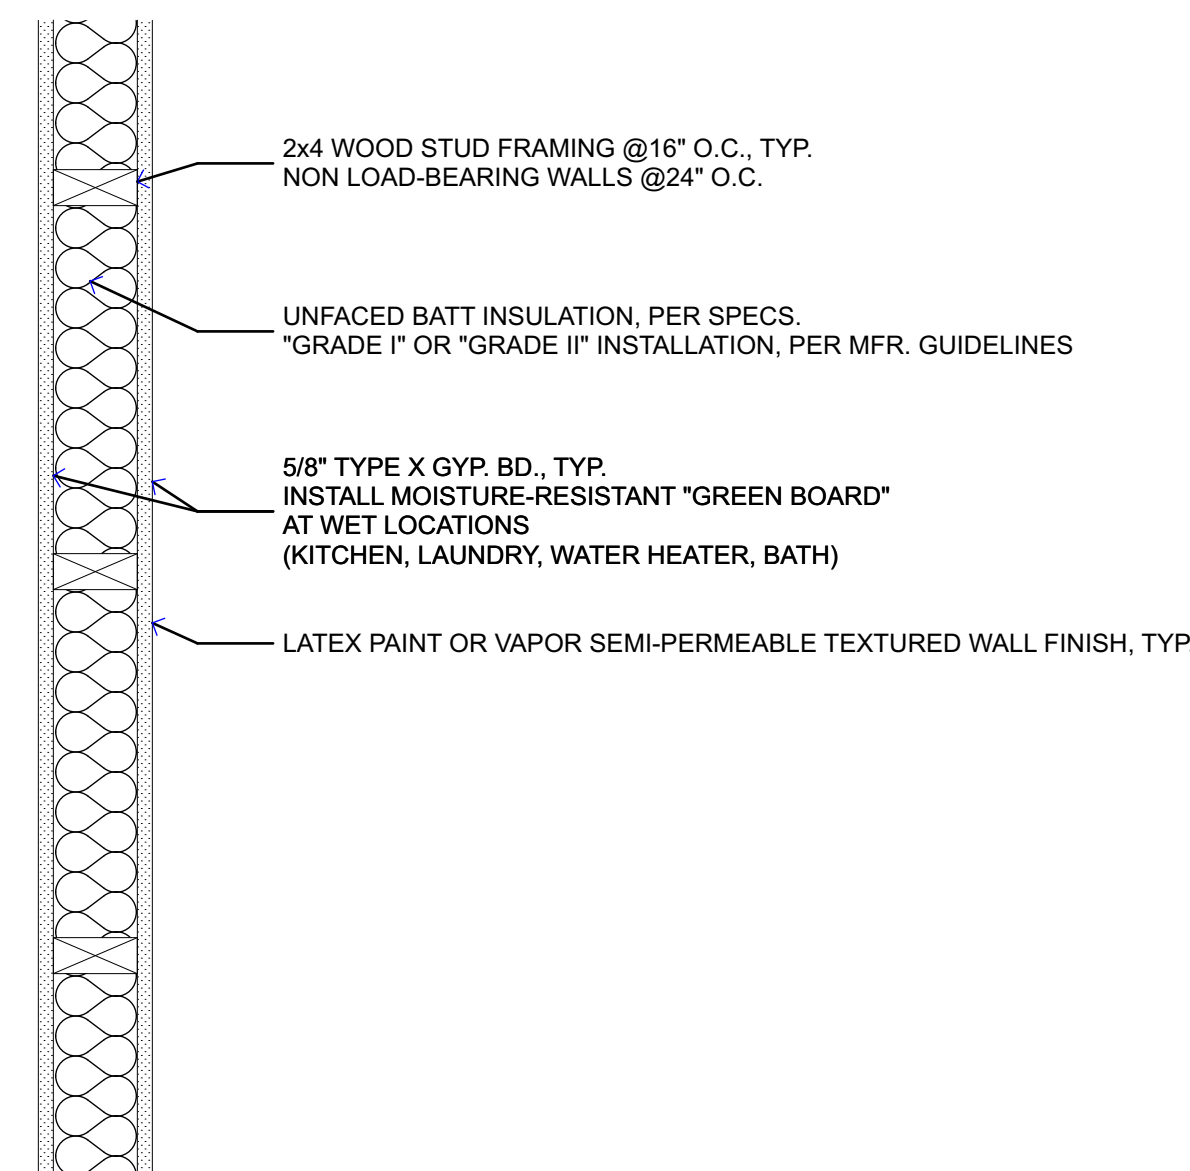 2x4 WOOD STUD FRAMING @16" O.C., TYP.
NON LOAD-BEARING WALLS @24" O.C.
UNFACED BATT INSULATION, PER SPECS.
"GRADE I" OR "GRADE II" INSTALLATION, PER MFR. GUIDELINES
5/8" TYPE X GYP. BD., TYP.
INSTALL MOISTURE-RESISTANT "GREEN BOARD"
AT WET LOCATIONS
(KITCHEN, LAUNDRY, WATER HEATER, BATH)
LATEX PAINT OR VAPOR SEMI-PERMEABLE TEXTURED WALL FINISH, TYP.